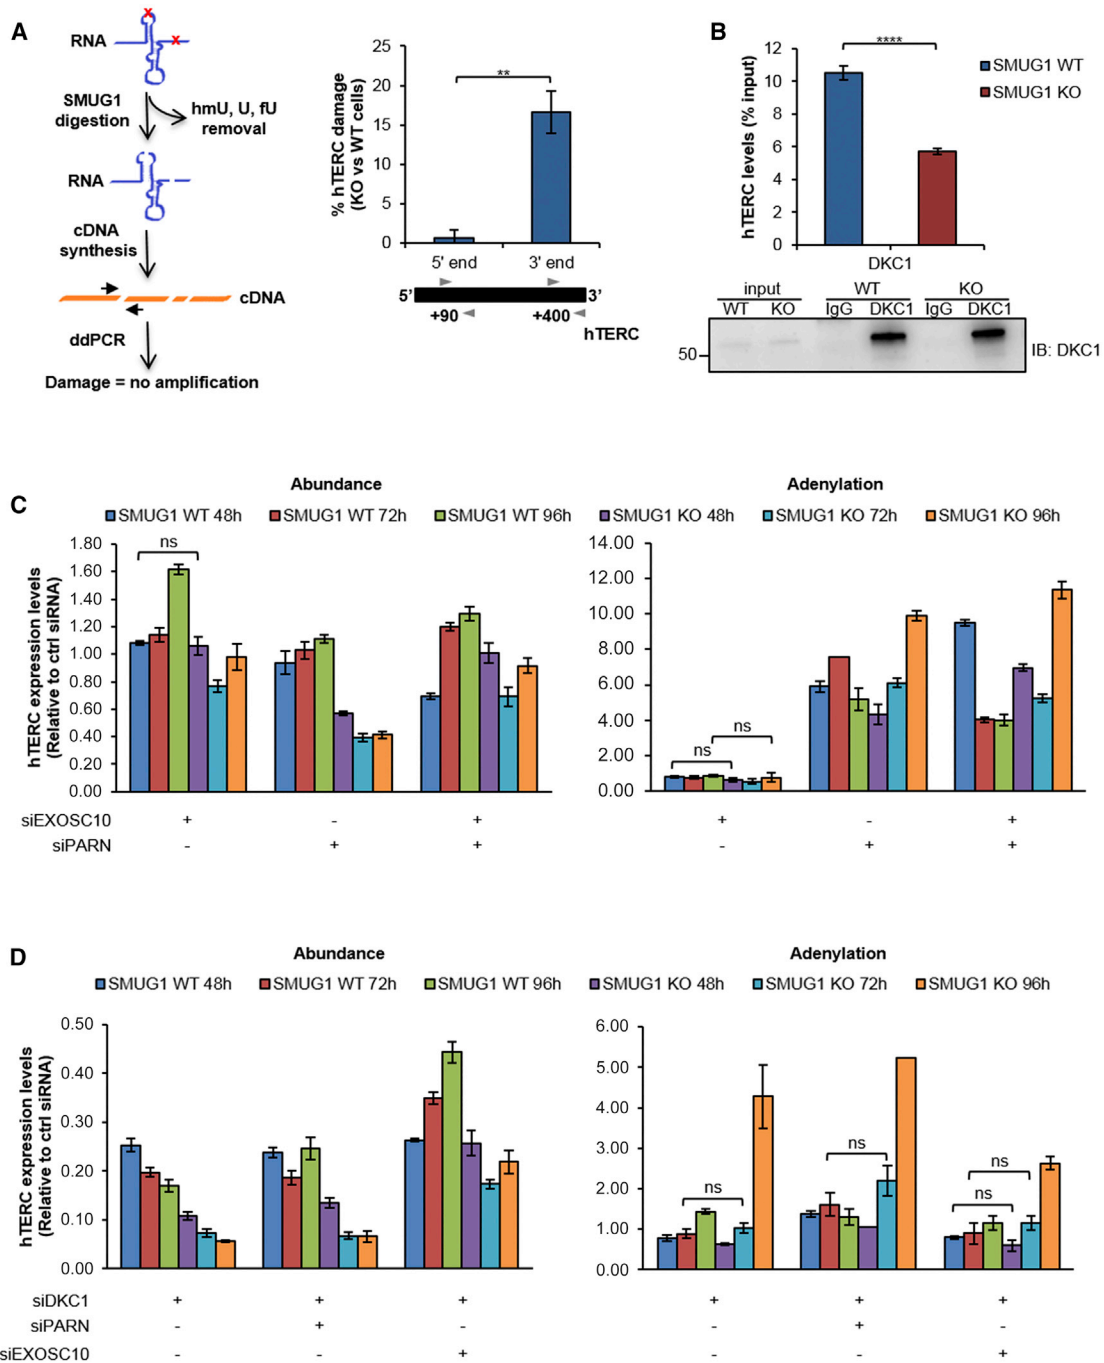 A
RNA
x
x
SMUG1
digestion
hmU, U, fU
removal
RNA
cDNA
synthesis
cDNA
ddPCR
Damage = no amplification
% hTERC damage
(KO vs WT cells)
25
20
15
10
5
0
**
5' end
3' end
5'
3'
+90
+400
hTERC
B
hTERC levels (% input)
12
10
8
6
4
2
0
****
SMUG1 WT
SMUG1 KO
DKC1
input
WT
KO
WT
KO
IgG
DKC1
IgG
DKC1
50
IB: DKC1
C
Abundance
SMUG1 WT 48h
SMUG1 WT 72h
SMUG1 WT 96h
SMUG1 KO 48h
SMUG1 KO 72h
SMUG1 KO 96h
hTERC expression levels
(Relative to ctrl siRNA)
1.80
1.60
1.40
1.20
1.00
0.80
0.60
0.40
0.20
0.00
ns
Adenylation
14.00
12.00
10.00
8.00
6.00
4.00
2.00
0.00
ns
ns
siEXOSC10 + - + + - +
siPARN - + + - + +
D
Abundance
Adenylation
SMUG1 WT 48h
SMUG1 WT 72h
SMUG1 WT 96h
SMUG1 KO 48h
SMUG1 KO 72h
SMUG1 KO 96h
hTERC expression levels
(Relative to ctrl siRNA)
0.50
0.40
0.30
0.20
0.10
0.00
6.00
5.00
4.00
3.00
2.00
1.00
0.00
ns
ns
ns
ns
siDKC1 + + + + + +
siPARN - + - - + -
siEXOSC10 - - + - - +